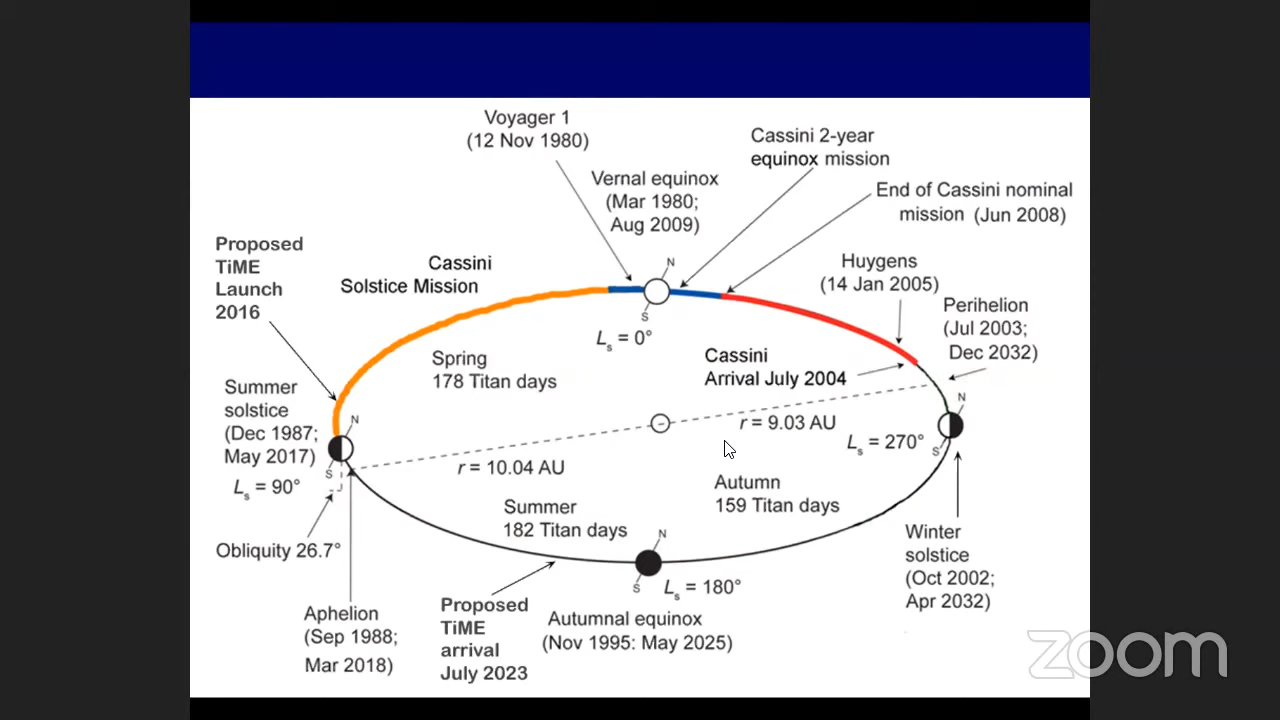 Voyager 1
(12 Nov 1980)
Cassini 2-year
equinox mission
Vernal equinox
(Mar 1980;
Aug 2009)
End of Cassini nominal
mission (Jun 2008)
Proposed
TiME
Launch
2016
Cassini
Solstice Mission
N
S
Huygens
(14 Jan 2005)
Perihelion
(Jul 2003;
Dec 2032)
Ls = 0°
Spring
178 Titan days
Cassini
Arrival July 2004
Summer
solstice
(Dec 1987;
May 2017)
N
S
Ls = 90°
r = 9.03 AU
N
S
Ls = 270°
r = 10.04 AU
Autumn
159 Titan days
Summer
182 Titan days
Obliquity 26.7°
N
S
Ls = 180°
Winter
solstice
(Oct 2002;
Apr 2032)
Aphelion
(Sep 1988;
Mar 2018)
Proposed
TiME
arrival
July 2023
Autumnal equinox
(Nov 1995: May 2025)
zoom